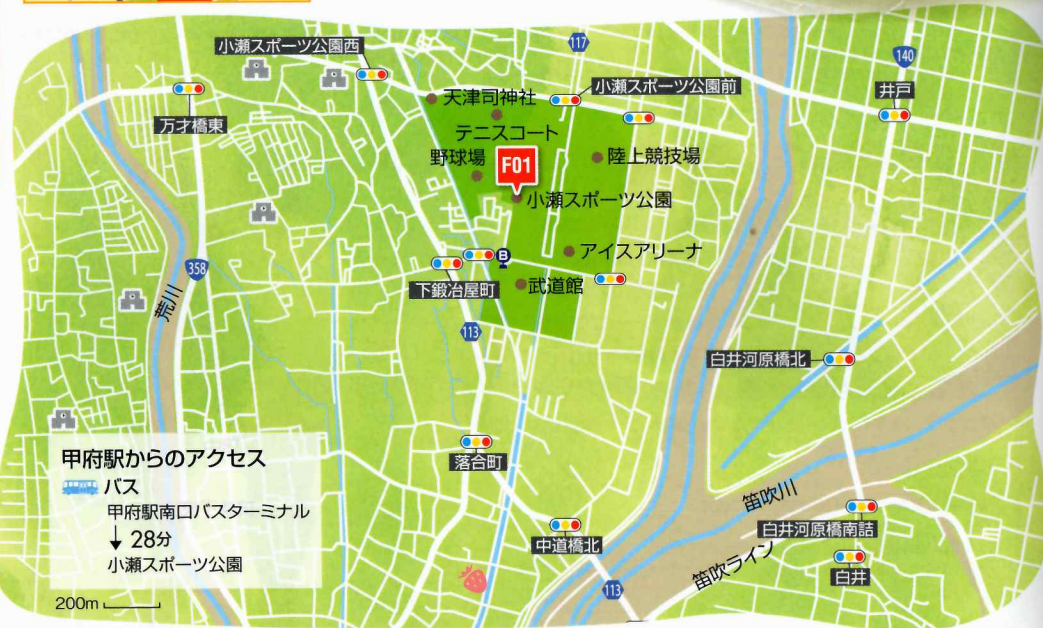 小瀬スポーツ公園西
117
140
小瀬スポーツ公園前
井戸
天津司神社
万才橋東
テニスコート
野球場
F01
陸上競技場
小瀬スポーツ公園
アイスアリーナ
B
358
下鍛冶屋町
武道館
荒川
113
白井河原橋北
落合町
甲府駅からのアクセス
バス
甲府駅南口バスターミナル
28分
小瀬スポーツ公園
笛吹川
白井河原橋南詰
中道橋北
笛吹ライン
白井
113
200m